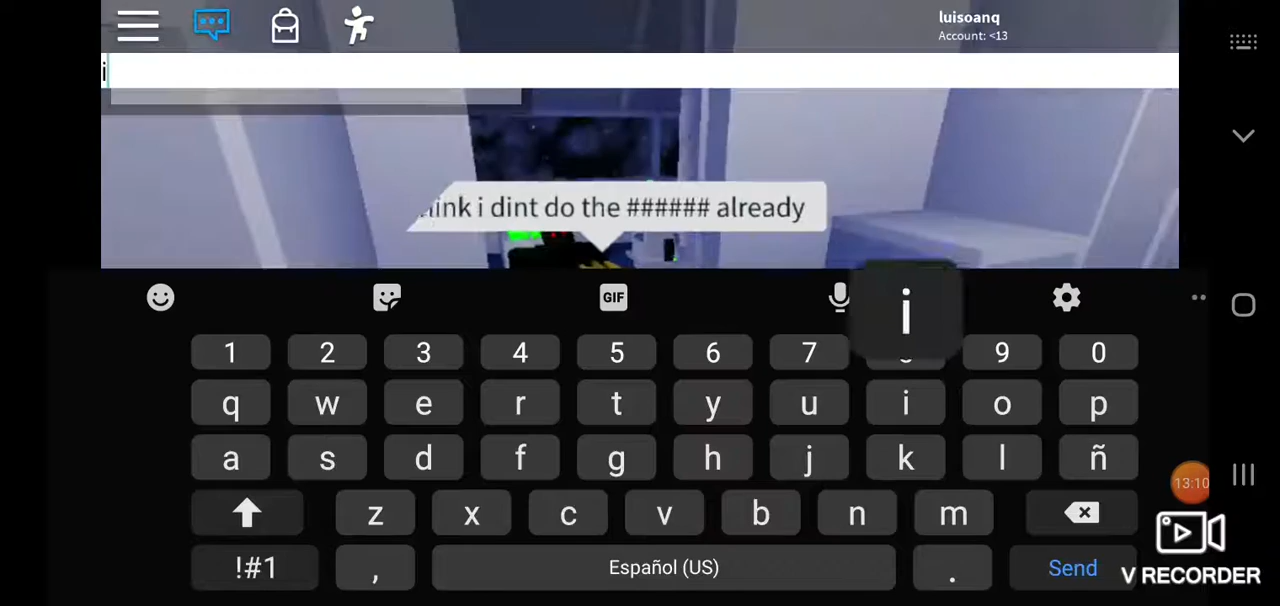 luisoanq
Account: <13
i
i dint do the ###### already
GIF
i
1 2 3 4 5 6 7 9 0
q w e r t y u i o p
a s d f g h j k l ñ
z x c v b n m
!#1 , Español (US) . Send
13:10
V RECORDER